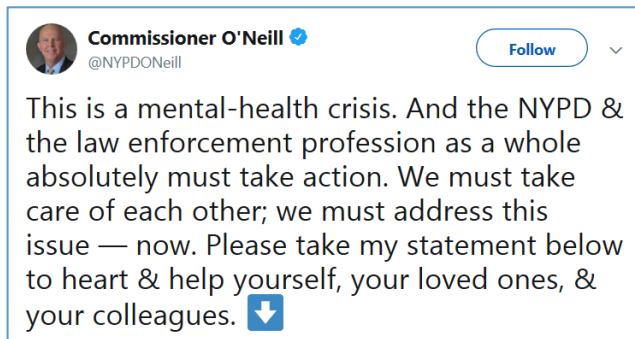 Commissioner O'Neill
@NYPDONeill
Follow
This is a mental-health crisis. And the NYPD &
the law enforcement profession as a whole
absolutely must take action. We must take
care of each other; we must address this
issue — now. Please take my statement below
to heart & help yourself, your loved ones, &
your colleagues. ⬇